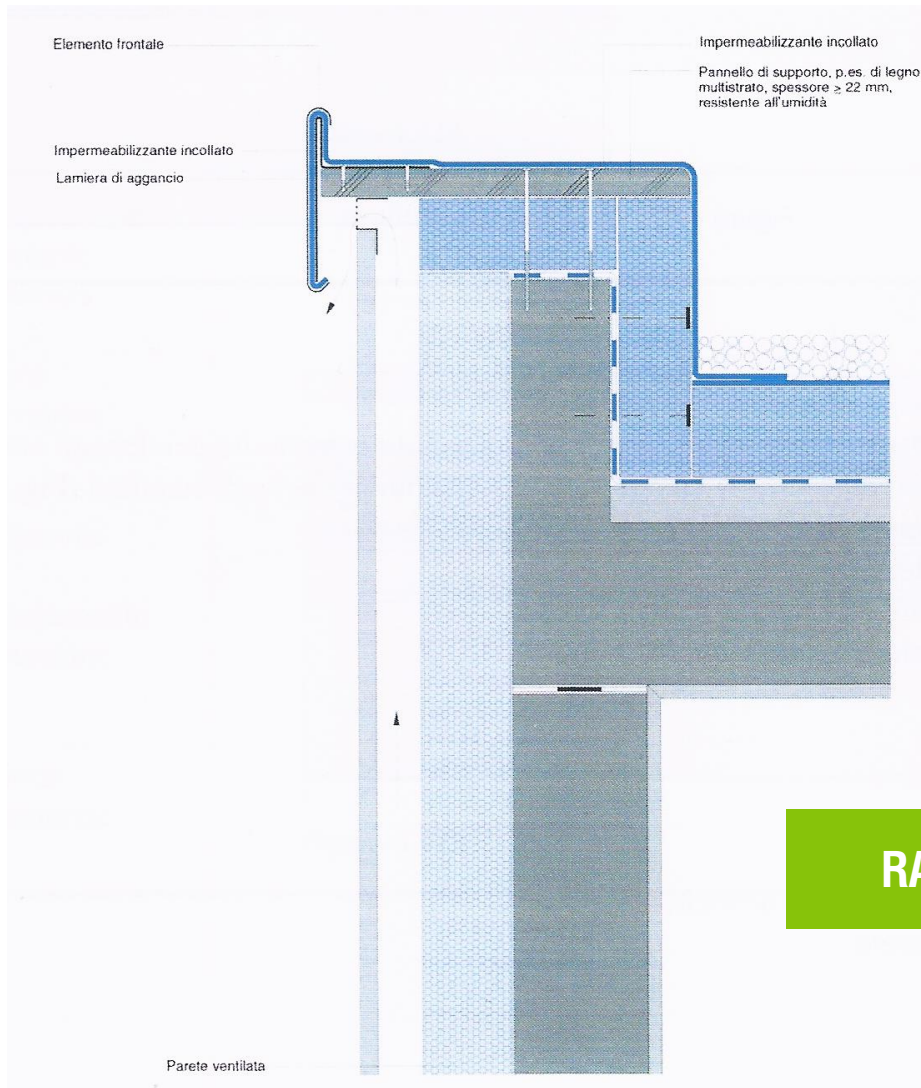 Elemento frontale
Impermeabilizzante incollato
Pannello di supporto, p.es. di legno
multistrato, spessore ≥ 22 mm,
resistente all'umidità
Impermeabilizzante incollato
Lamiera di aggancio
Parete ventilata